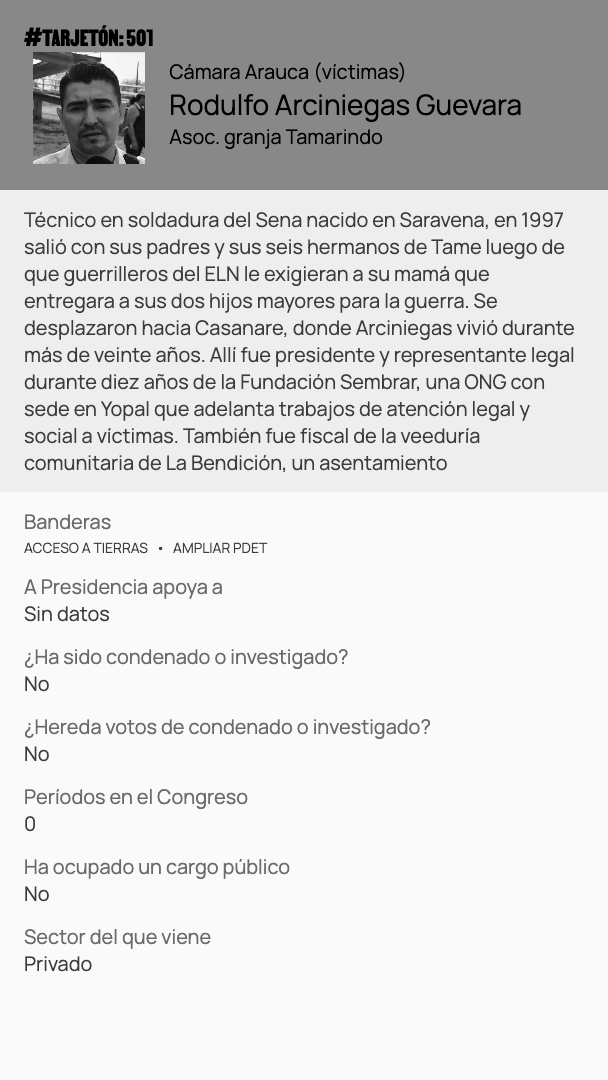 #TARJETÓN: 501
Cámara Arauca (víctimas)
Rodulfo Arciniegas Guevara
Asoc. granja Tamarindo
Técnico en soldadura del Sena nacido en Saravena, en 1997
salió con sus padres y sus seis hermanos de Tame luego de
que guerrilleros del ELN le exigieran a su mamá que
entregara a sus dos hijos mayores para la guerra. Se
desplazaron hacia Casanare, donde Arciniegas vivió durante
más de veinte años. Allí fue presidente y representante legal
durante diez años de la Fundación Sembrar, una ONG con
sede en Yopal que adelanta trabajos de atención legal y
social a víctimas. También fue fiscal de la veeduría
comunitaria de La Bendición, un asentamiento
Banderas
ACCESO A TIERRAS • AMPLIAR PDET
A Presidencia apoya a
Sin datos
¿Ha sido condenado o investigado?
No
¿Hereda votos de condenado o investigado?
No
Períodos en el Congreso
0
Ha ocupado un cargo público
No
Sector del que viene
Privado